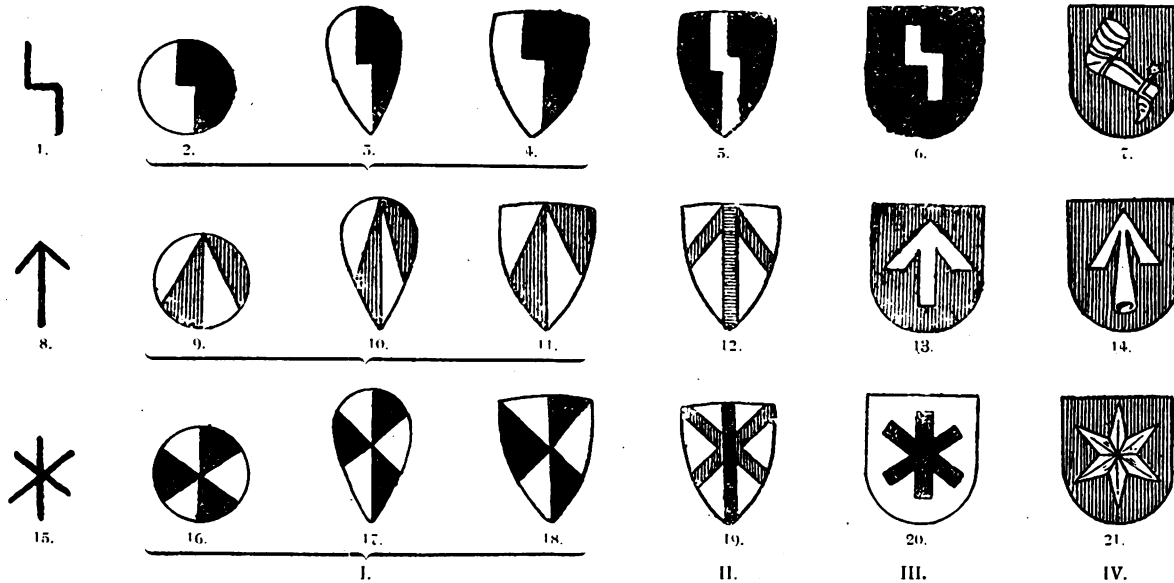 1. 2. 3. 4. 5. 6. 7.
8. 9. 10. 11. 12. 13. 14.
15. 16. 17. 18. 19. 20. 21.
I. II. III. IV.